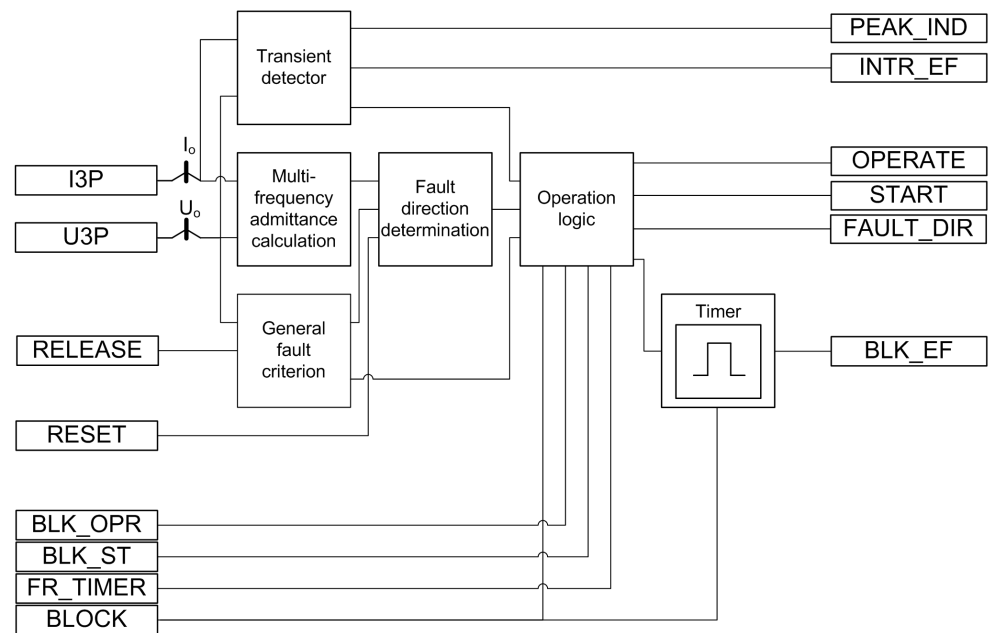 Transient
detector
PEAK_IND
INTR_EF
Io
I3P
Multi-
frequency
admittance
calculation
Fault
direction
determination
Operation
logic
OPERATE
START
FAULT_DIR
Uo
U3P
Timer
RELEASE
General
fault
criterion
BLK_EF
RESET
BLK_OPR
BLK_ST
FR_TIMER
BLOCK